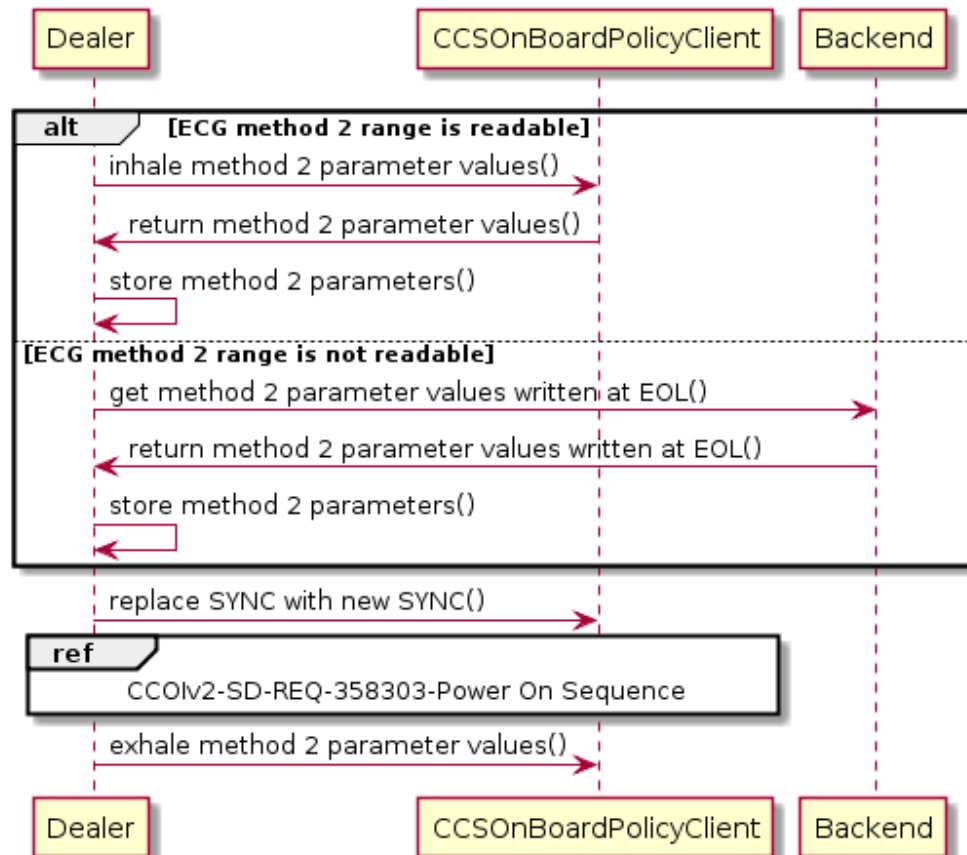 Dealer CCSOnBoardPolicyClient Backend
alt [ECG method 2 range is readable]
inhale method 2 parameter values()
return method 2 parameter values()
store method 2 parameters()
[ECG method 2 range is not readable]
get method 2 parameter values written at EOL()
return method 2 parameter values written at EOL()
store method 2 parameters()
replace SYNC with new SYNC()
ref
CCOIv2-SD-REQ-358303-Power On Sequence
exhale method 2 parameter values()
Dealer CCSOnBoardPolicyClient Backend